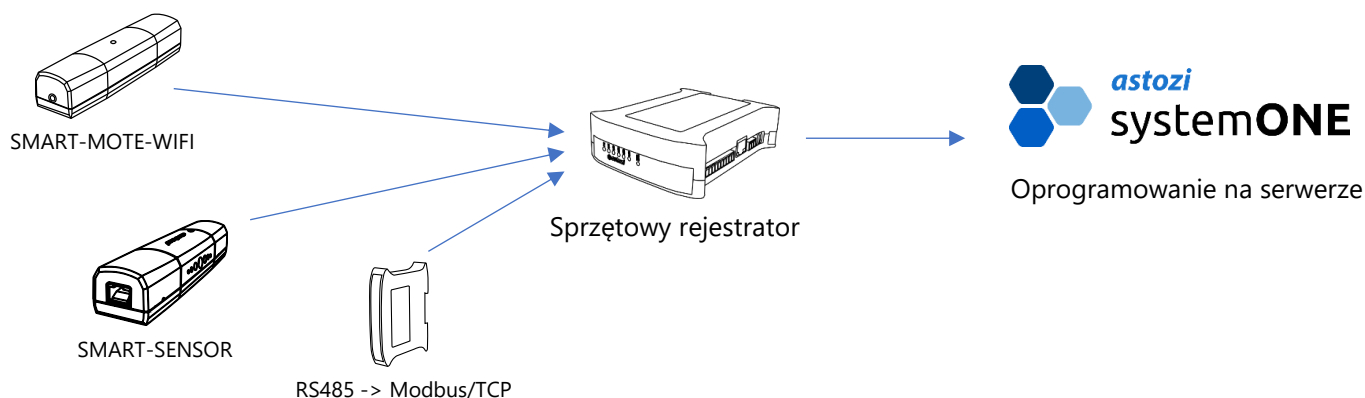 SMART-MOTE-WIFI
SMART-SENSOR
RS485 -> Modbus/TCP
Sprzętowy rejestrator
astozi
systemONE
Oprogramowanie na serwerze